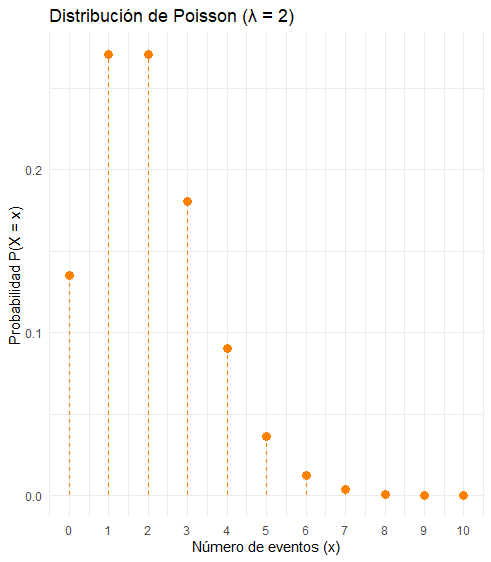 Distribución de Poisson (λ = 2)
Probabilidad P(X = x)
0.2
0.1
0.0
0 1 2 3 4 5 6 7 8 9 10
Número de eventos (x)